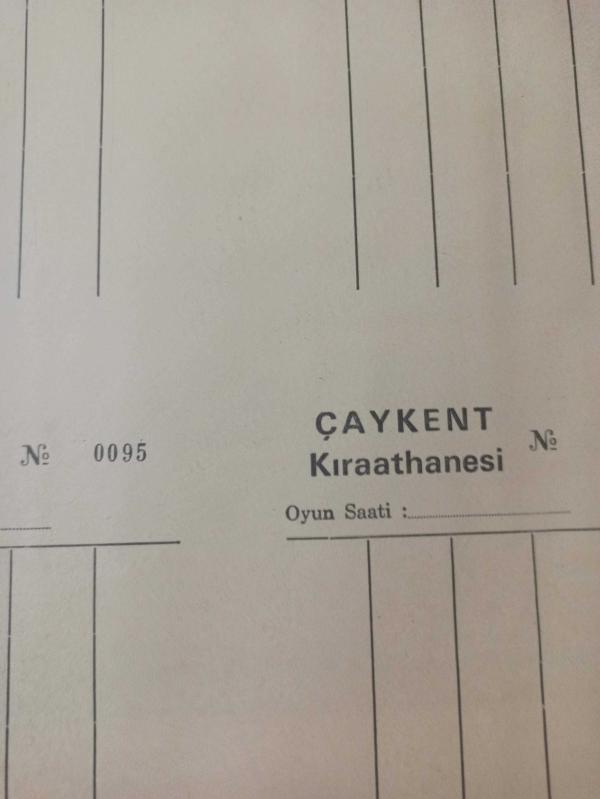 № 0095
ÇAYKENT
Kıraathanesi
№
Oyun Saati :